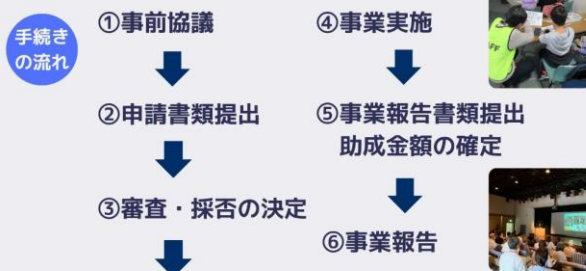 手続き
の流れ
①事前協議
②申請書類提出
③審査・採否の決定
④事業実施
⑤事業報告書類提出
助成金額の確定
⑥事業報告